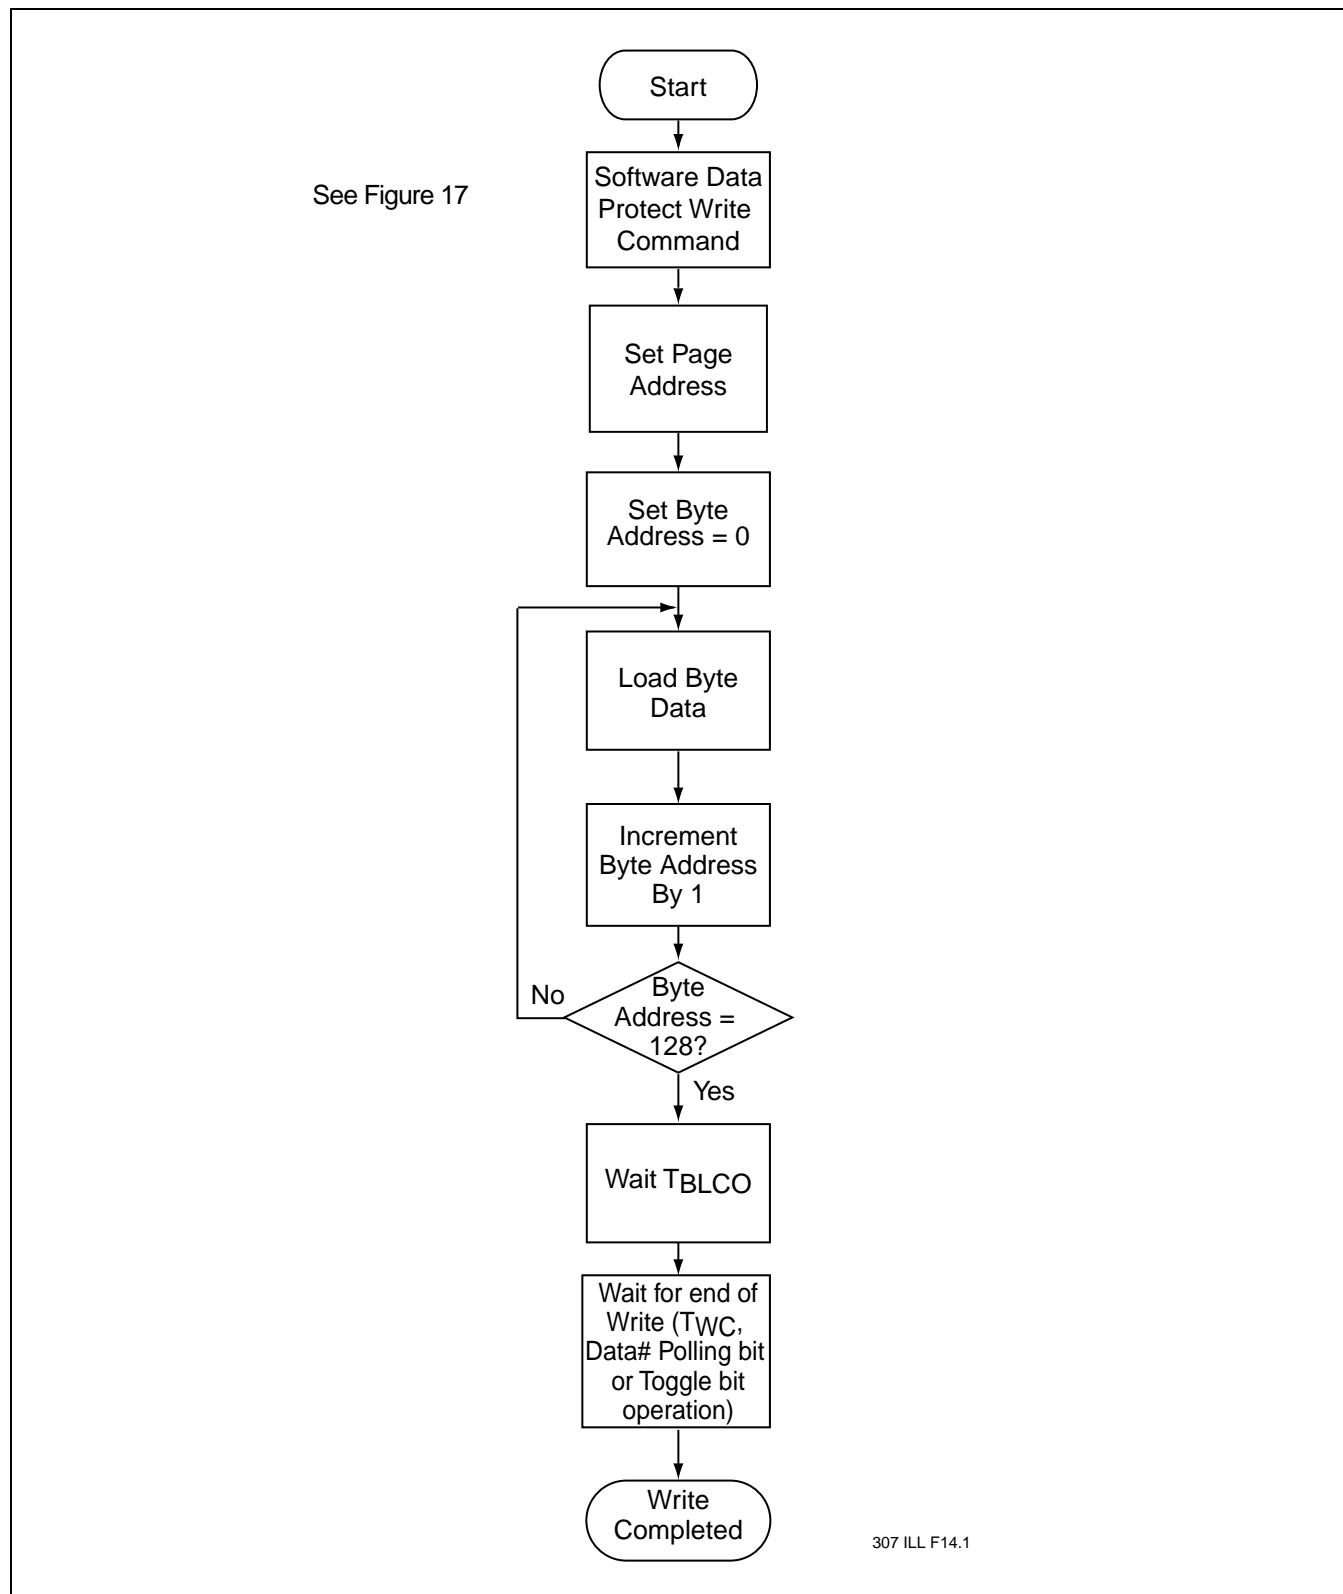 Start
See Figure 17
Software Data
Protect Write
Command
Set Page
Address
Set Byte
Address = 0
Load Byte
Data
Increment
Byte Address
By 1
No
Byte
Address =
128?
Yes
Wait TBLCO
Wait for end of
Write (TWC,
Data# Polling bit
or Toggle bit
operation)
Write
Completed
307 ILL F14.1